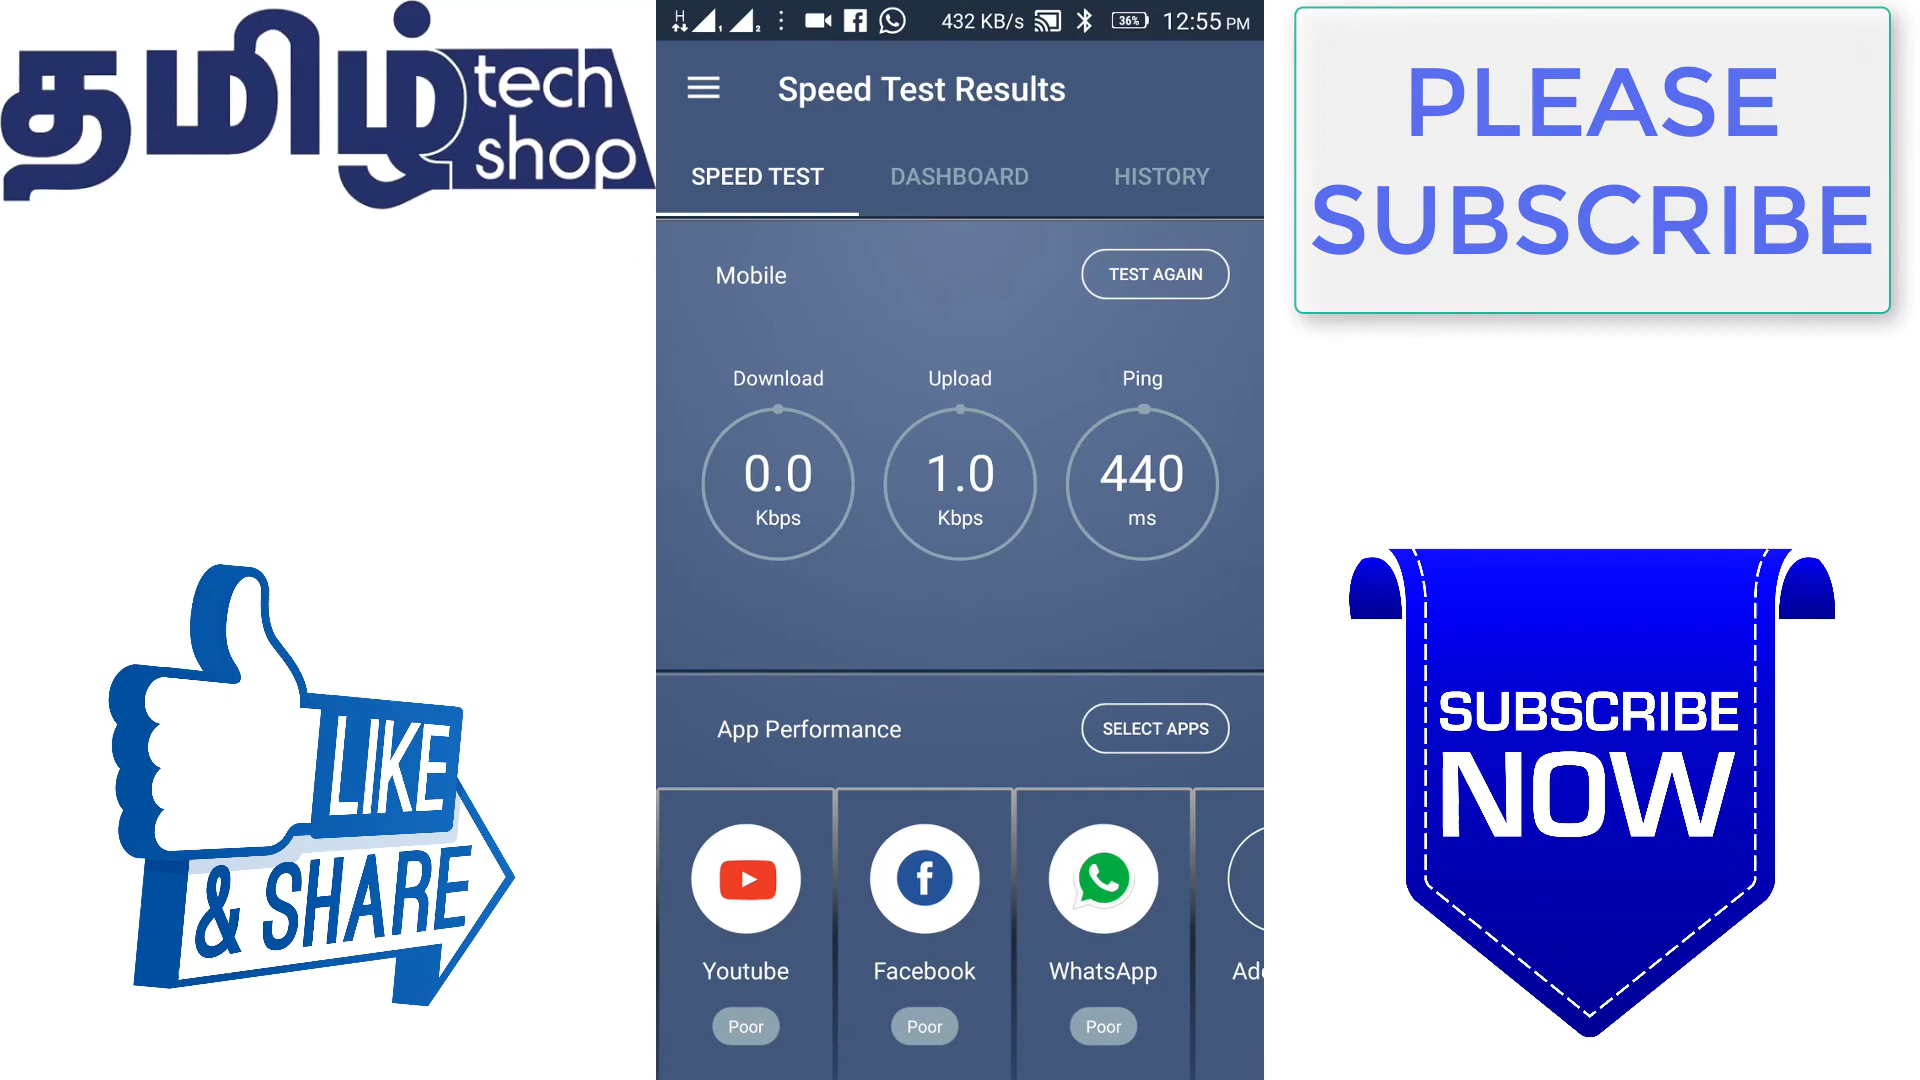 தமிழ் tech shop
H 1 2 432 KB/s 36% 12:55 PM
Speed Test Results
SPEED TEST DASHBOARD HISTORY
Mobile TEST AGAIN
Download Upload Ping
0.0 1.0 440
Kbps Kbps ms
App Performance SELECT APPS
Youtube Facebook WhatsApp
Poor Poor Poor
PLEASE
SUBSCRIBE
LIKE
& SHARE
SUBSCRIBE
NOW